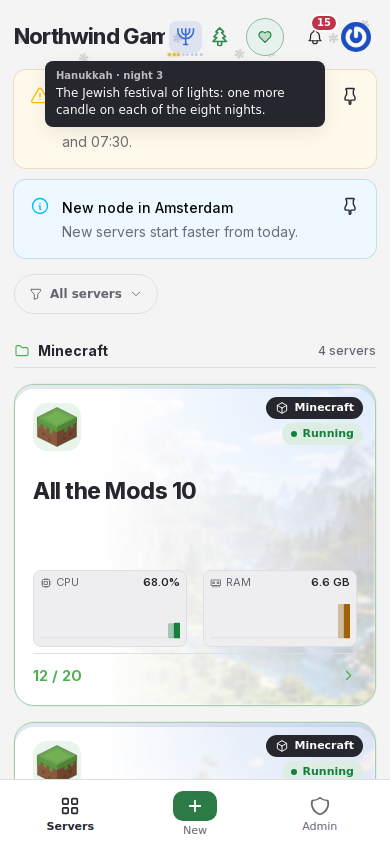 Northwind Gam
15
Hanukkah · night 3
The Jewish festival of lights: one more
candle on each of the eight nights.
and 07:30.
New node in Amsterdam
New servers start faster from today.
All servers
Minecraft
4 servers
Minecraft
Running
All the Mods 10
CPU
68.0%
RAM
6.6 GB
12 / 20
Minecraft
Running
Servers
New
Admin